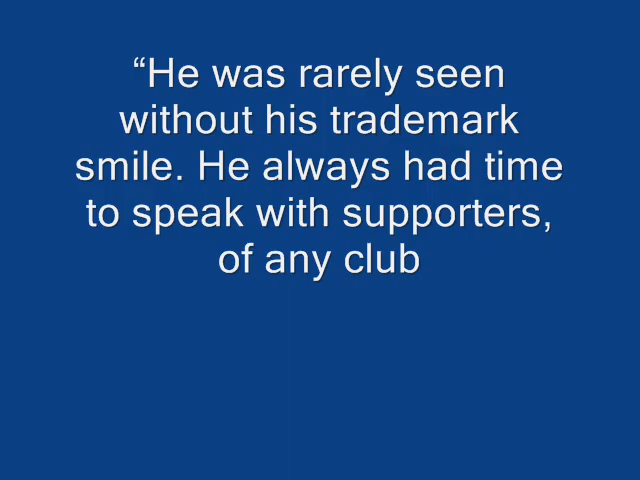 “He was rarely seen
without his trademark
smile. He always had time
to speak with supporters,
of any club